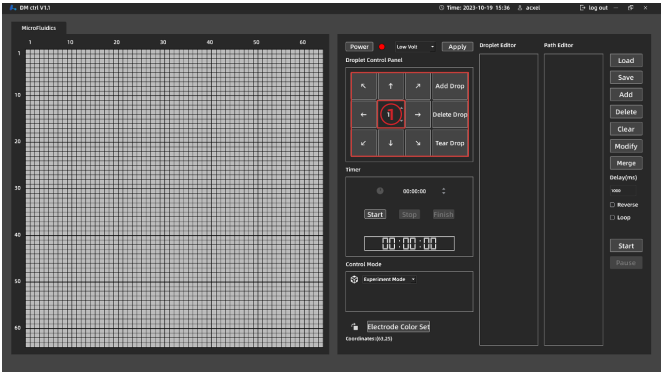 DM ctrl V1.1
Time: 2023-10-19 15:36
acxel
log out
MicroFluidics
1 10 20 30 40 50 60
1
10
20
30
40
50
60
Power
Low Volt
Apply
Droplet Control Panel
Add Drop
1
Delete Drop
Tear Drop
Timer
00:00:00
Start Stop Finish
00:00:00
Control Mode
Experiment Mode
Electrode Color Set
Coordinates:(63,25)
Droplet Editor
Path Editor
Load
Save
Add
Delete
Clear
Modify
Merge
Delay(ms)
1000
Reverse
Loop
Start
Pause